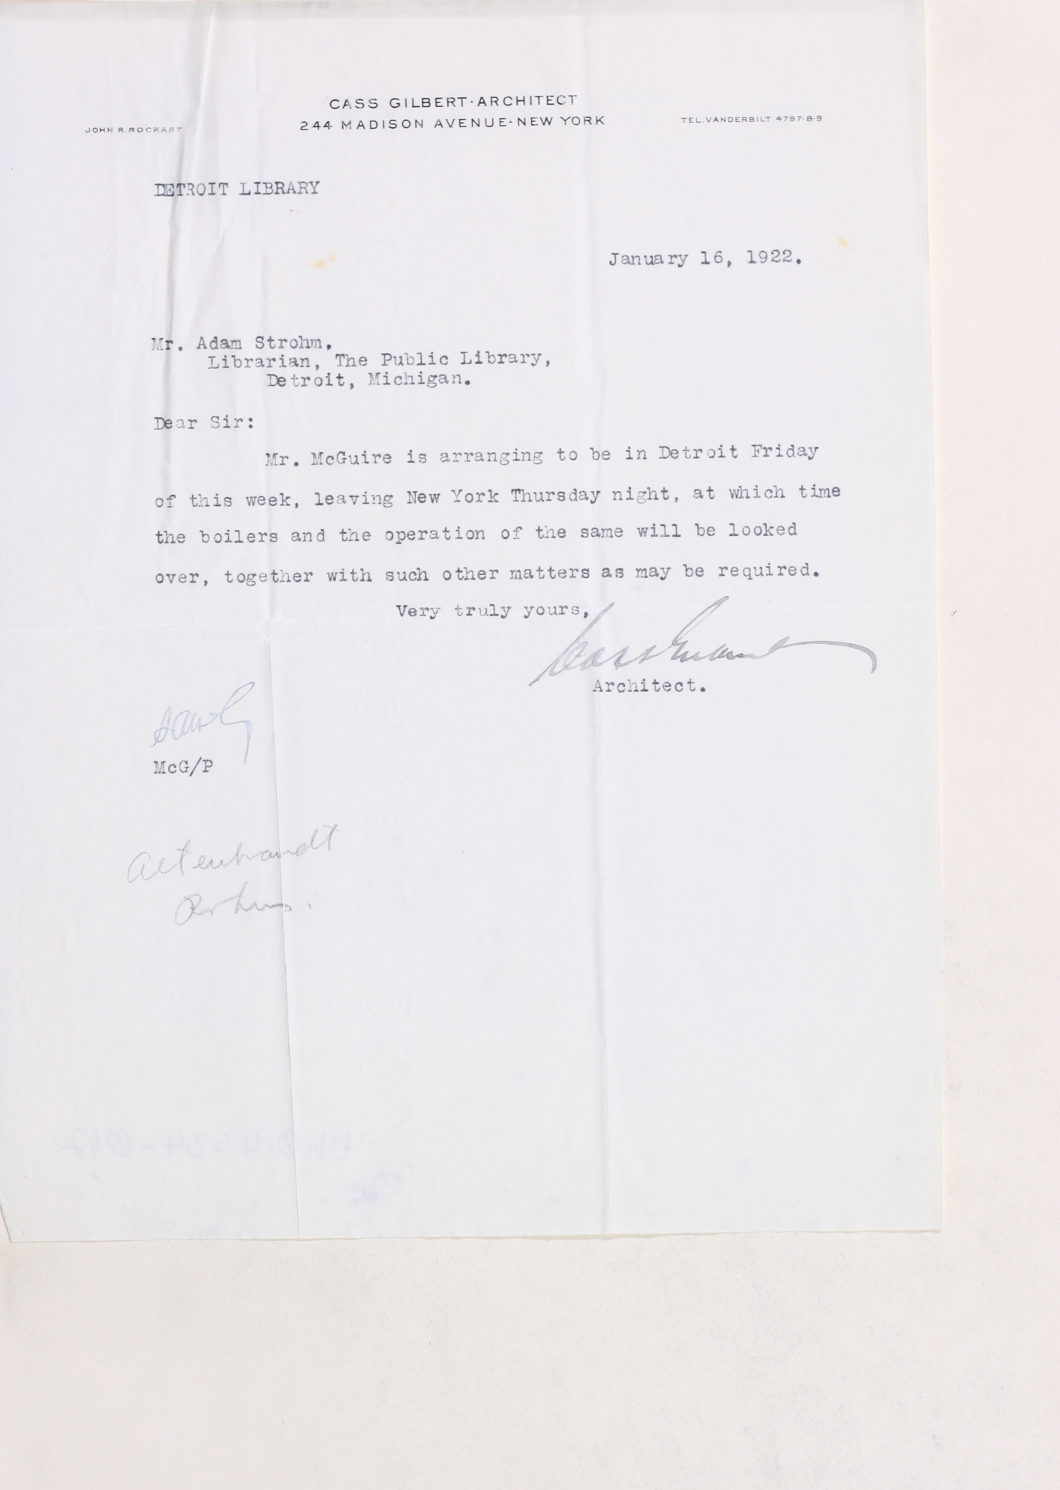 CASS GILBERT·ARCHITECT
244 MADISON AVENUE·NEW YORK
JOHN R. ROCKART
TEL. VANDERBILT 4797-8-9
DETROIT LIBRARY
January 16, 1922.
Mr. Adam Strohm,
Librarian, The Public Library,
Detroit, Michigan.
Dear Sir:
Mr. McGuire is arranging to be in Detroit Friday
of this week, leaving New York Thursday night, at which time
the boilers and the operation of the same will be looked
over, together with such other matters as may be required.
Very truly yours,
Cass Gilbert
Architect.
McG/P
Altenbrandt